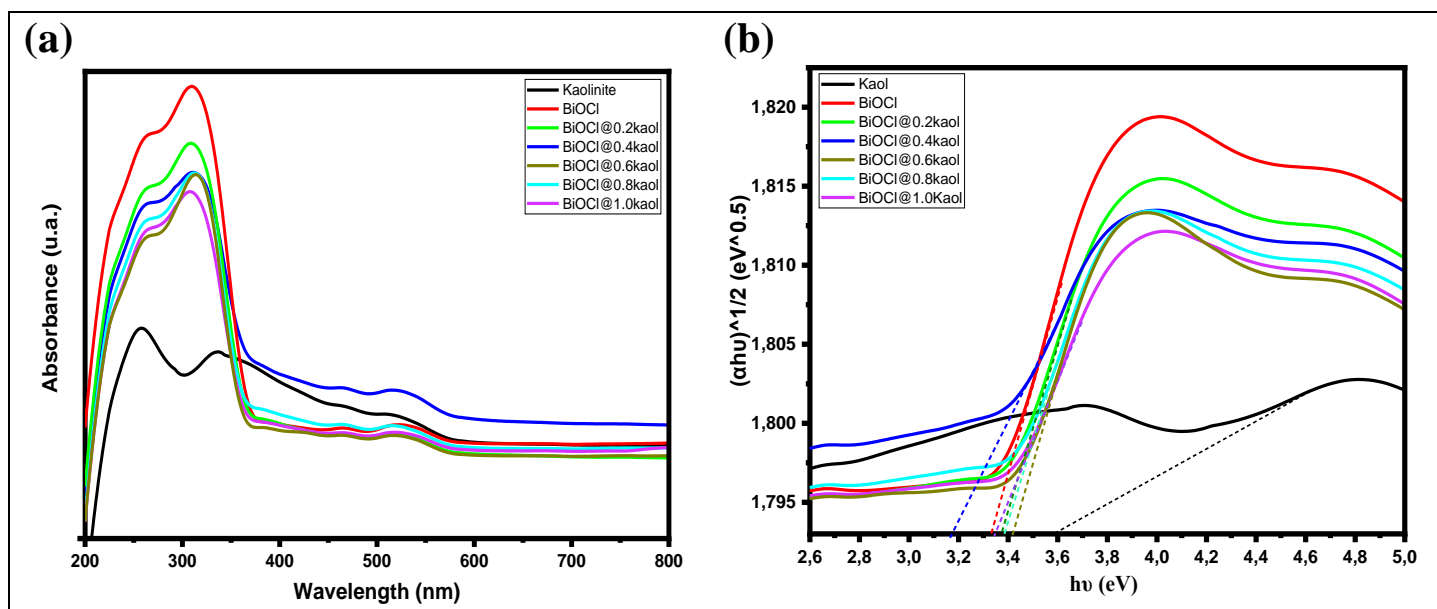 (a)
Absorbance (u.a.)
Kaolinite
BiOCl
BiOCl@0.2kaol
BiOCl@0.4kaol
BiOCl@0.6kaol
BiOCl@0.8kaol
BiOCl@1.0kaol
200 300 400 500 600 700 800
Wavelength (nm)
(b)
(αhυ)^1/2 (eV^0.5)
1,820
1,815
1,810
1,805
1,800
1,795
Kaol
BiOCl
BiOCl@0.2kaol
BiOCl@0.4kaol
BiOCl@0.6kaol
BiOCl@0.8kaol
BiOCl@1.0Kaol
2,6 2,8 3,0 3,2 3,4 3,6 3,8 4,0 4,2 4,4 4,6 4,8 5,0
hυ (eV)